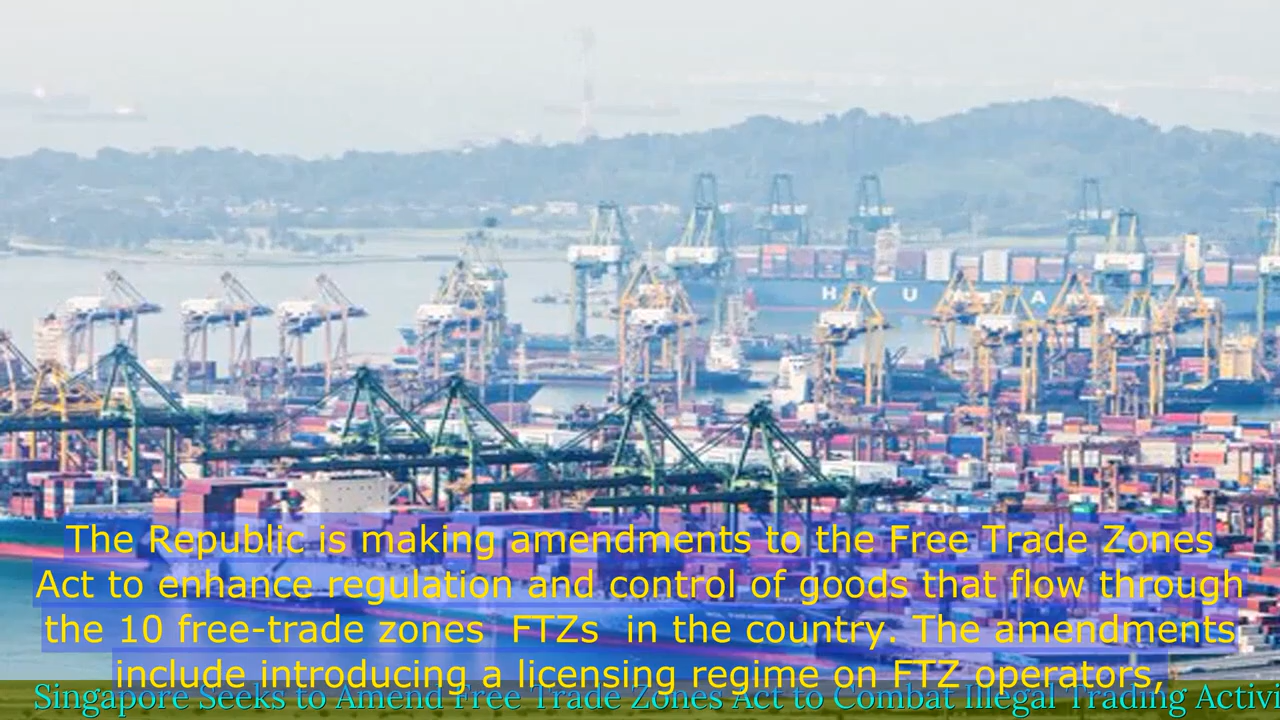 H Y U A
The Republic is making amendments to the Free Trade Zones
Act to enhance regulation and control of goods that flow through
the 10 free-trade zones FTZs in the country. The amendments
include introducing a licensing regime on FTZ operators,
Singapore Seeks to Amend Free Trade Zones Act to Combat Illegal Trading Activi